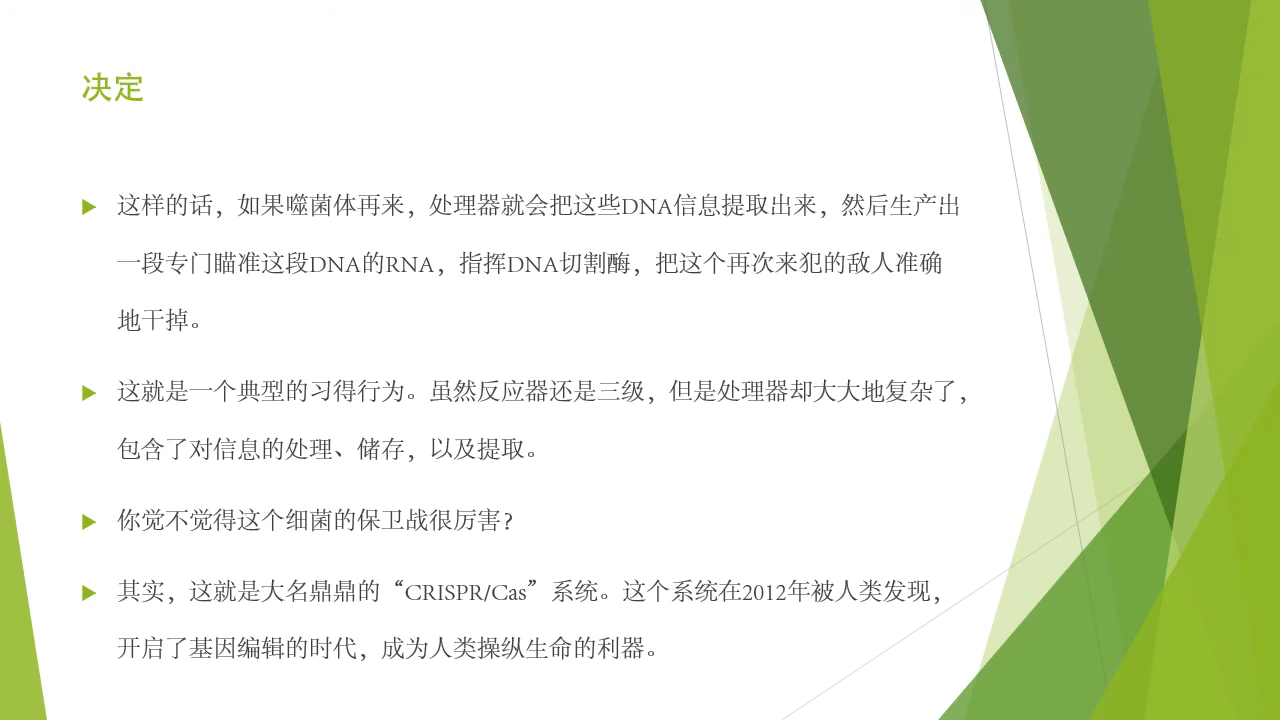 决定
这样的话，如果噬菌体再来，处理器就会把这些DNA信息提取出来，然后生产出
一段专门瞄准这段DNA的RNA，指挥DNA切割酶，把这个再次来犯的敌人准确
地干掉。
这就是一个典型的习得行为。虽然反应器还是三级，但是处理器却大大地复杂了，
包含了对信息的处理、储存，以及提取。
你觉不觉得这个细菌的保卫战很厉害？
其实，这就是大名鼎鼎的“CRISPR/Cas”系统。这个系统在2012年被人类发现，
开启了基因编辑的时代，成为人类操纵生命的利器。